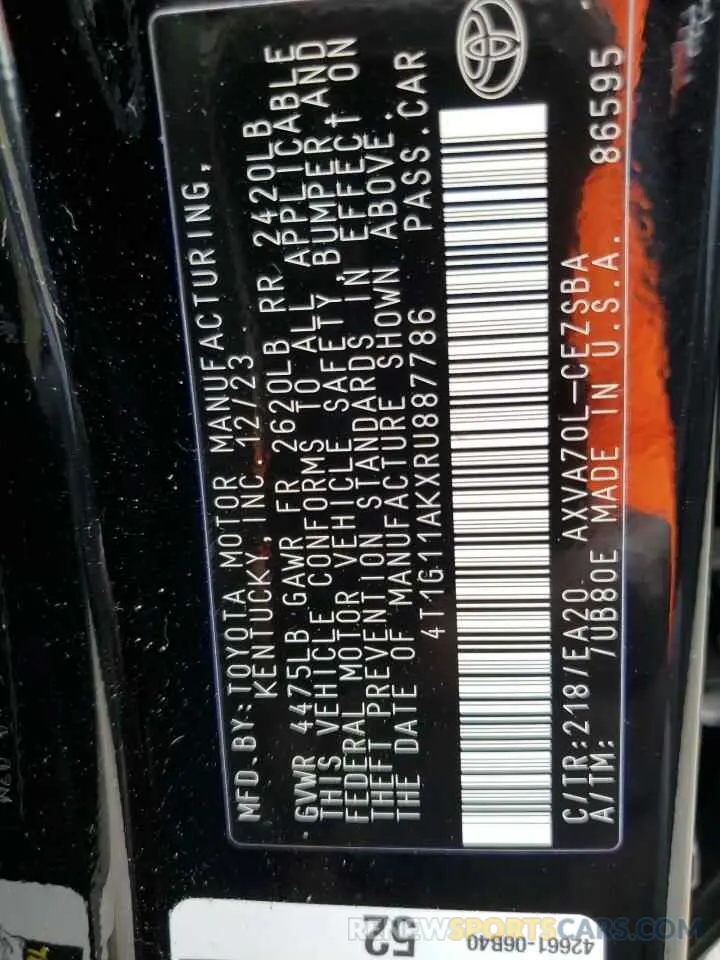 MFD.BY:TOYOTA MOTOR MANUFACTURING,
KENTUCKY,INC. 12/23
GVWR 4475LB GAWR FR 2620LB RR 2420LB
THIS VEHICLE CONFORMS TO ALL APPLICABLE
FEDERAL MOTOR VEHICLE SAFETY,BUMPER AND
THEFT PREVENTION STANDARDS IN EFFECT ON
THE DATE OF MANUFACTURE SHOWN ABOVE.
4T1G11AKXRU887786 PASS.CAR
C/TR:218/EA20 AXVA70L-CEZSBA 86595
A/TM: 7UB80E MADE IN U.S.A.
42661-06B40
52
REVIEWSPORTSCAR.COM